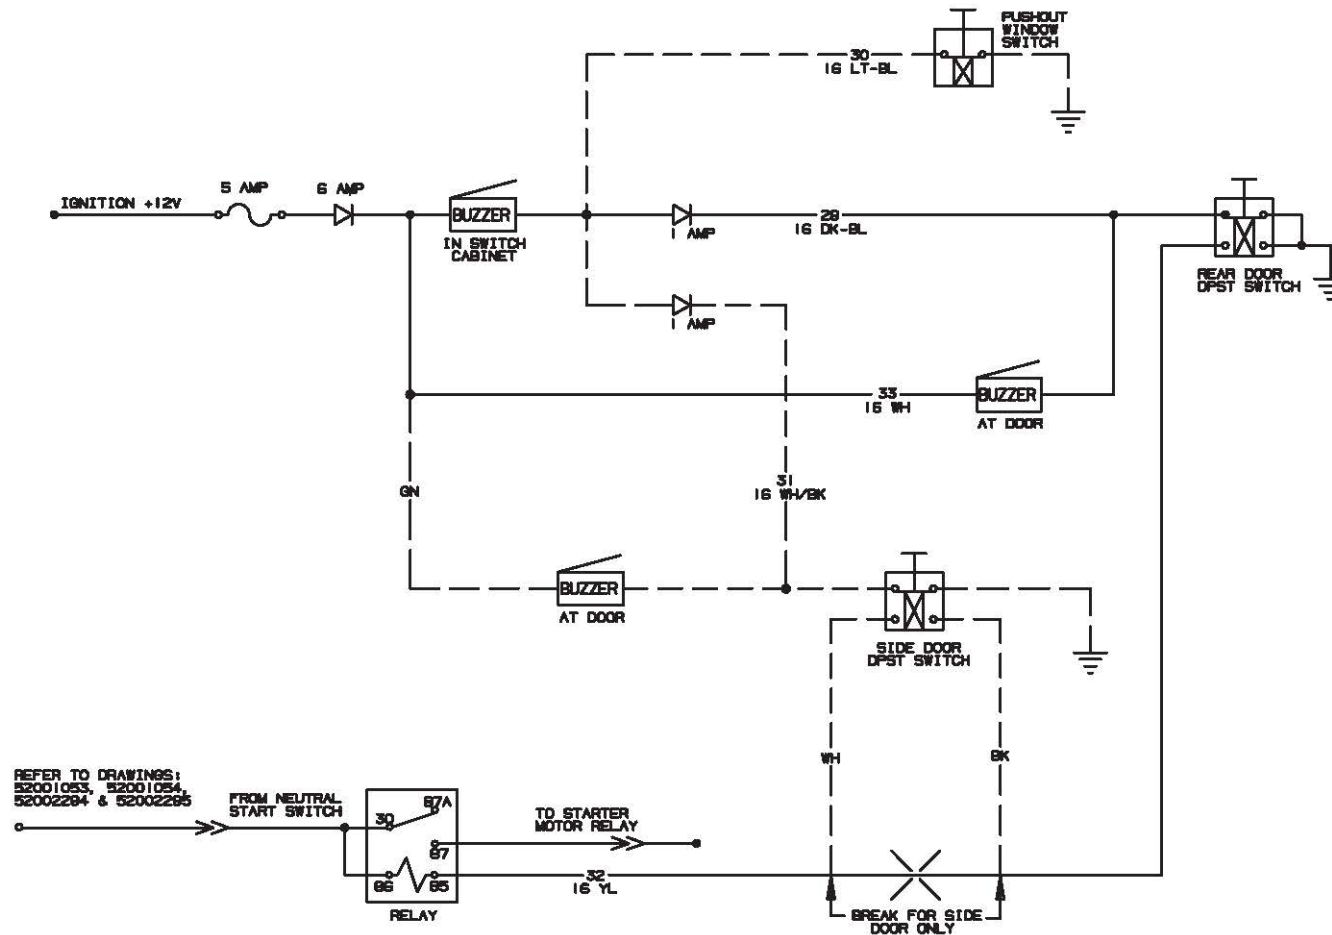 PUSHOUT
WINDOW
SWITCH
30
16 LT-BL
IGNITION +12V
5 AMP
6 AMP
BUZZER
IN SWITCH
CABINET
1 AMP
29
16 DK-BL
REAR DOOR
DPST SWITCH
1 AMP
33
16 WH
BUZZER
AT DOOR
GN
31
16 WH/BK
BUZZER
AT DOOR
SIDE DOOR
DPST SWITCH
WH
BK
REFER TO DRAWINGS:
52001053, 52001054,
52002294 & 52002295
FROM NEUTRAL
START SWITCH
30
87A
87
86
85
RELAY
TO STARTER
MOTOR RELAY
32
16 YL
BREAK FOR SIDE
DOOR ONLY